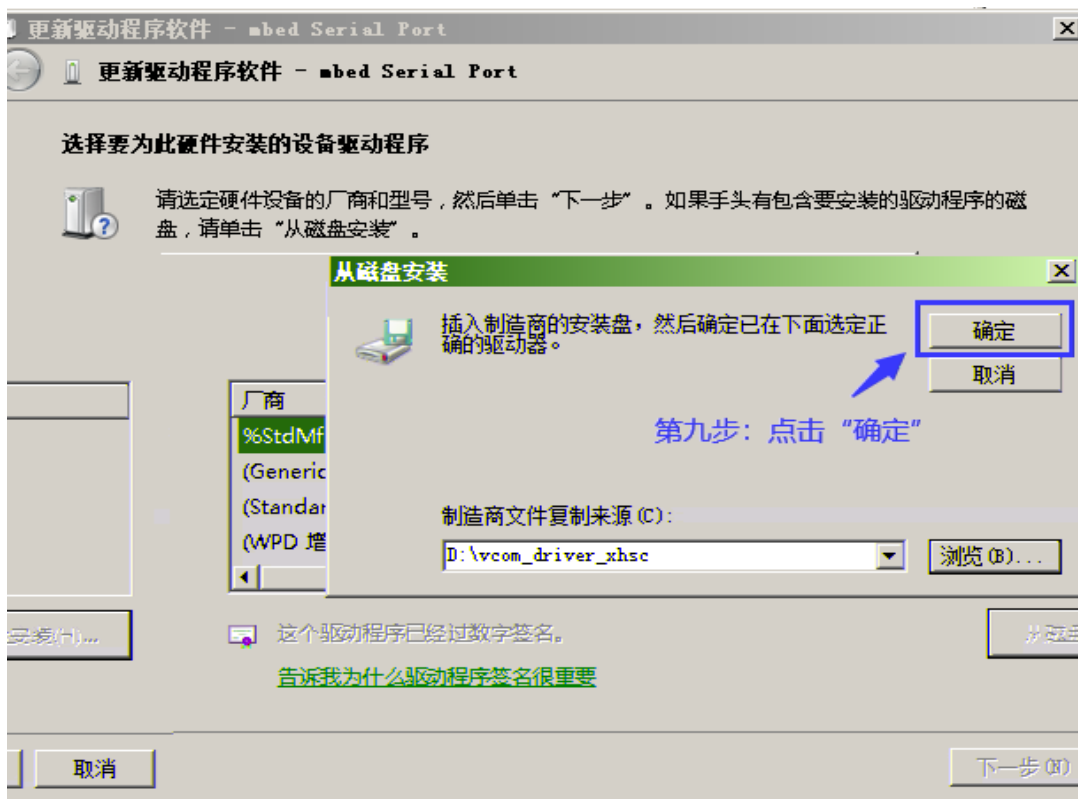 更新驱动程序软件 - mbed Serial Port
更新驱动程序软件 - mbed Serial Port
选择要为此硬件安装的设备驱动程序
请选定硬件设备的厂商和型号，然后单击“下一步”。如果手头有包含要安装的驱动程序的磁
盘，请单击“从磁盘安装”。
从磁盘安装
插入制造商的安装盘，然后确定已在下面选定正
确的驱动器。
确定
取消
第九步：点击“确定”
厂商
%StdMf
(Generic
(Standar
(WPD 增
制造商文件复制来源(C):
D:\vcom_driver_xhsc
浏览(B)...
安装(H)...
这个驱动程序已经过数字签名。
告诉我为什么驱动程序签名很重要
取消
下一步(N)